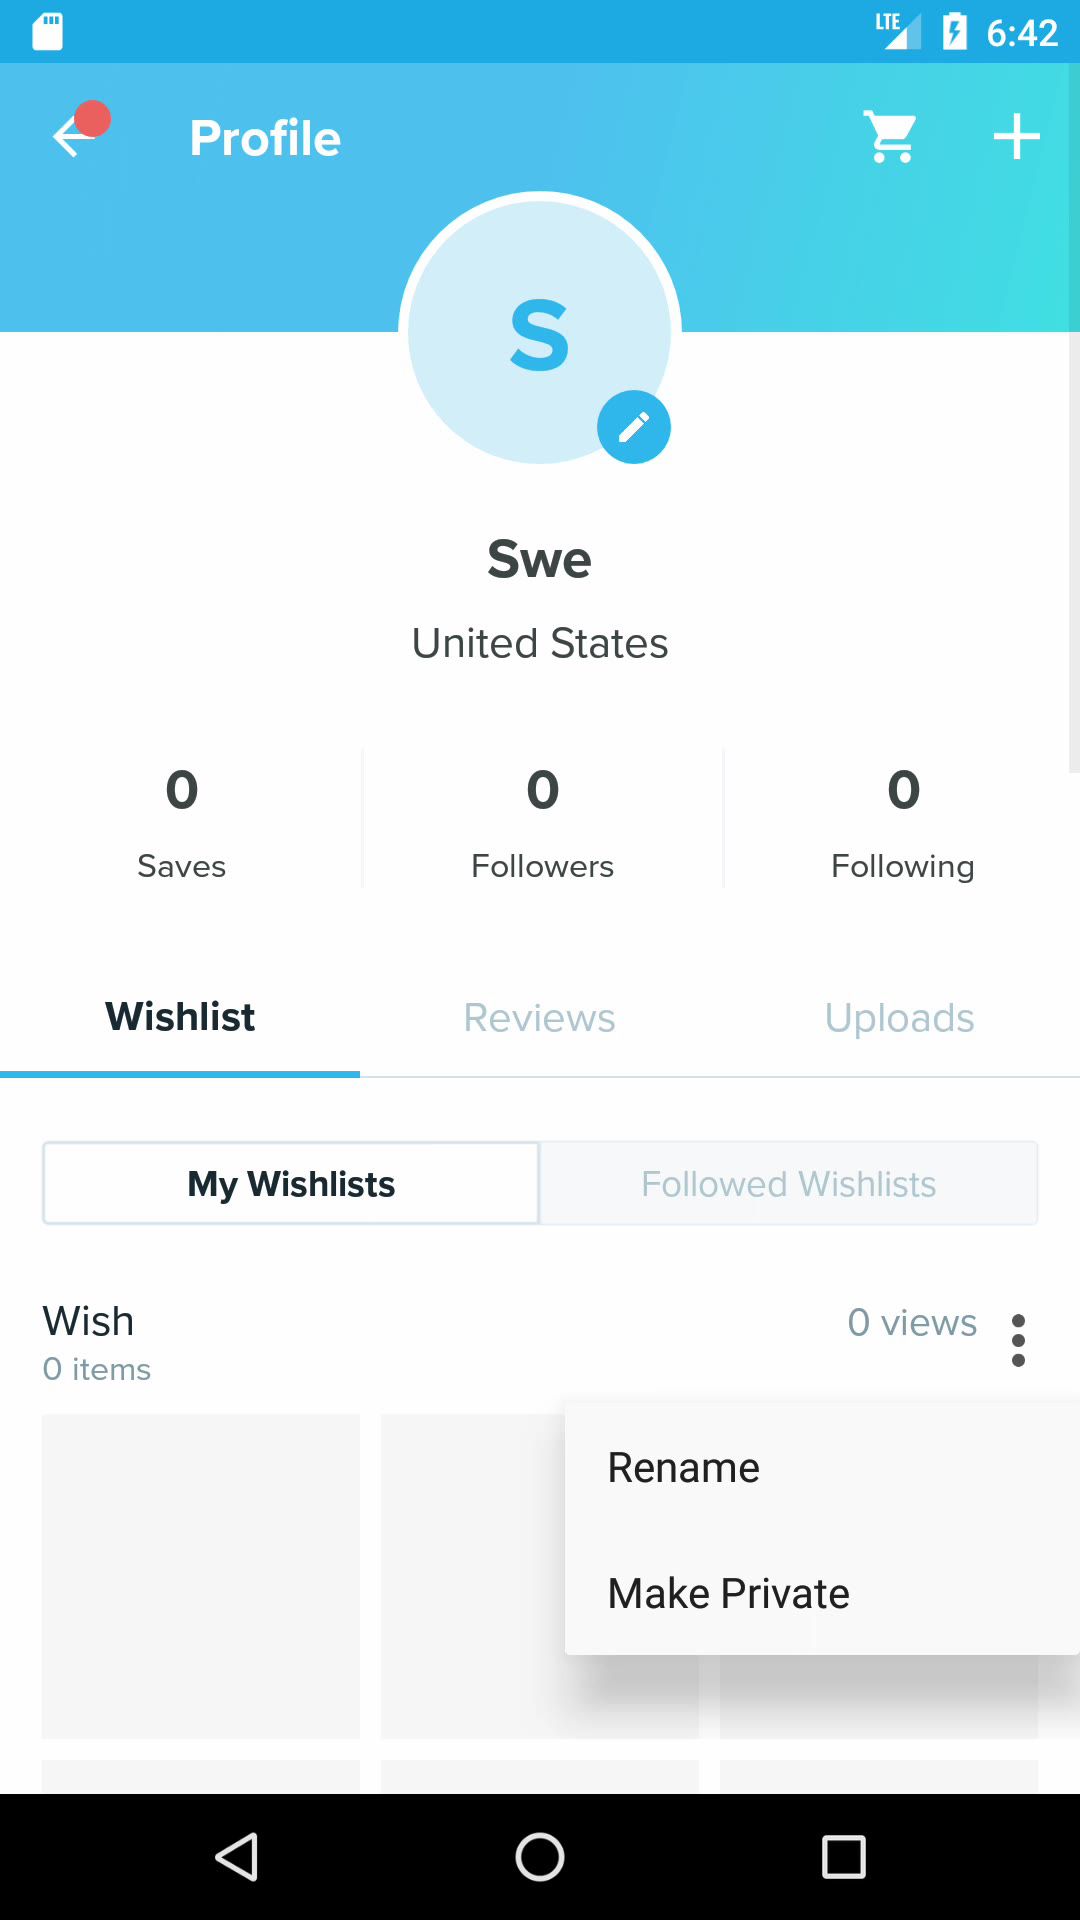 LTE 6:42
Profile
S
Swe
United States
0 0 0
Saves Followers Following
Wishlist Reviews Uploads
My Wishlists Followed Wishlists
Wish 0 views
0 items
Rename
Make Private